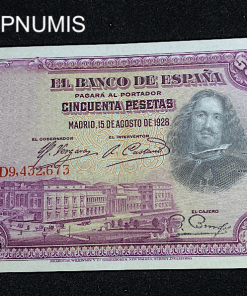 PNUMIS
EL BANCO DE ESPAÑA
PAGARÁ AL PORTADOR
CINCUENTA PESETAS
MADRID, 15 DE AGOSTO DE 1928
EL GOBERNADOR EL INTERVENTOR
D9,432,673
EL CAJERO